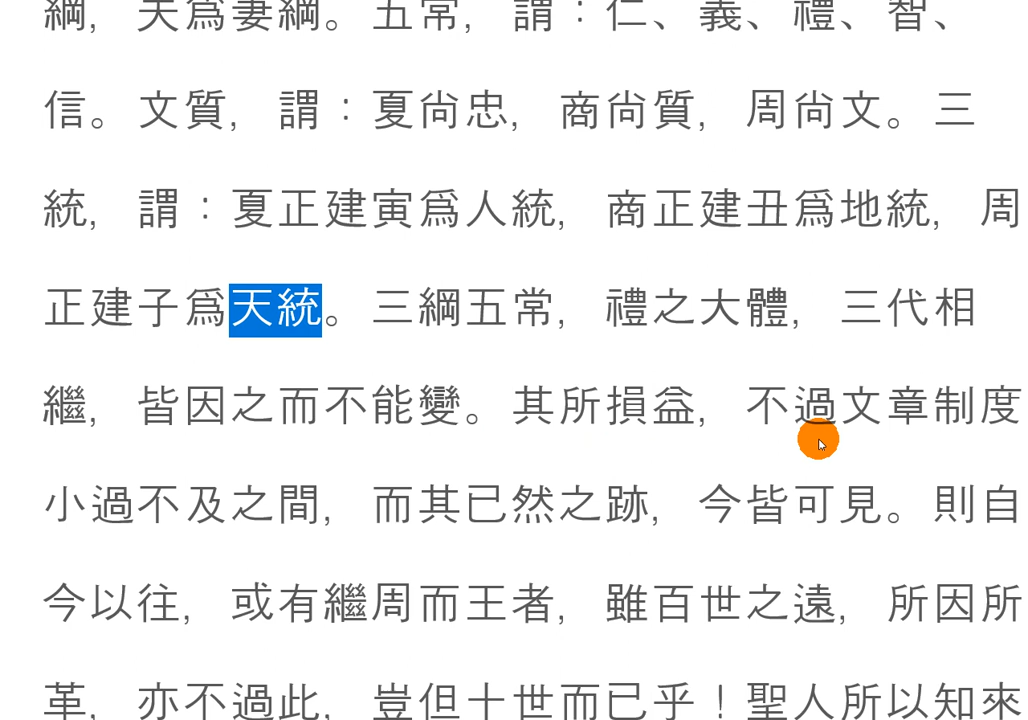 綱，夫爲妻綱。五常，謂：仁、義、禮、智、
信。文質，謂：夏尚忠，商尚質，周尚文。三
統，謂：夏正建寅爲人統，商正建丑爲地統，周
正建子爲天統。三綱五常，禮之大體，三代相
繼，皆因之而不能變。其所損益，不過文章制度
小過不及之間，而其已然之跡，今皆可見。則自
今以往，或有繼周而王者，雖百世之遠，所因所
革，亦不過此，豈但十世而已乎！聖人所以知來